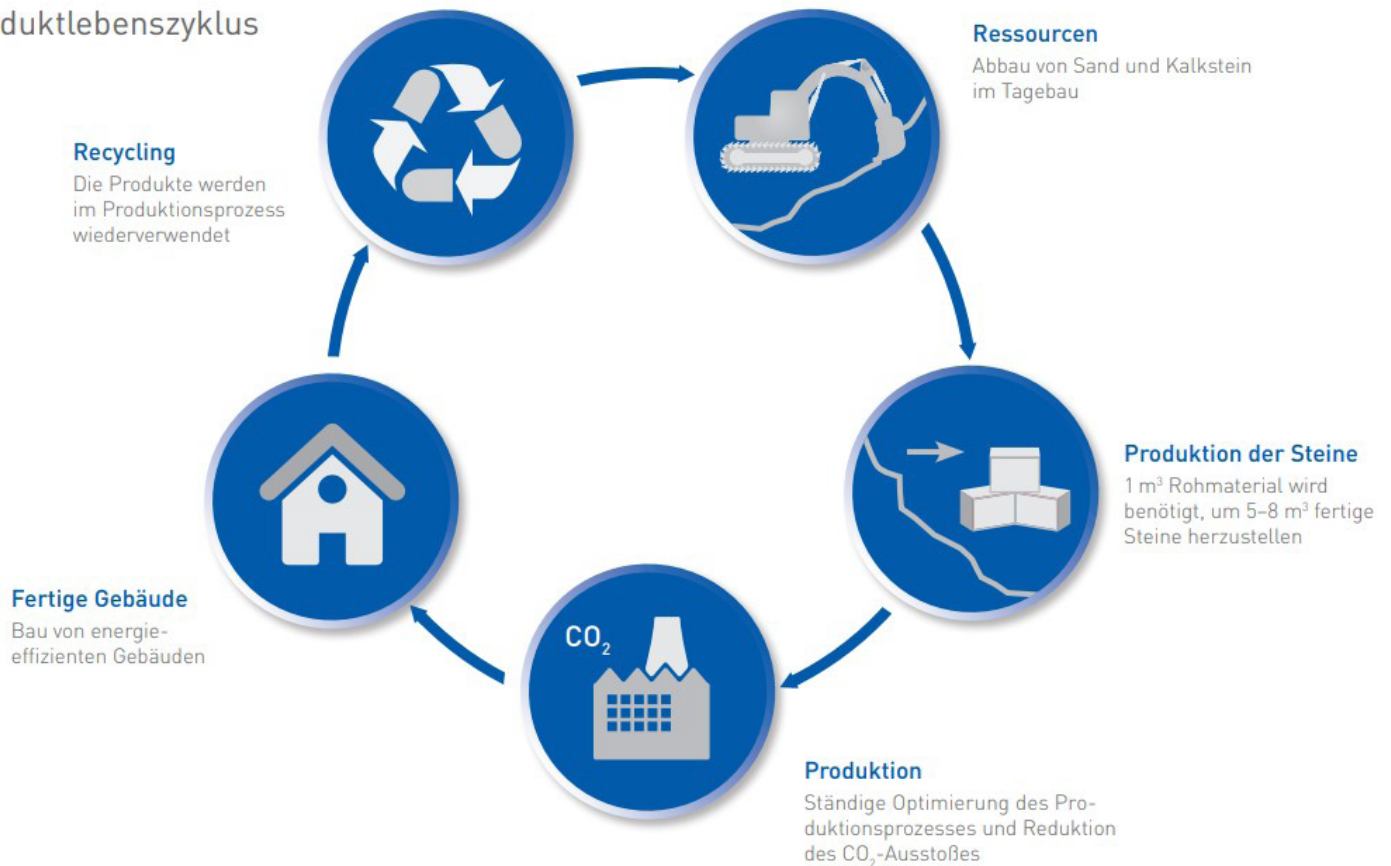 duktlebenszyklus
Ressourcen
Abbau von Sand und Kalkstein
im Tagebau
Recycling
Die Produkte werden
im Produktionsprozess
wiederverwendet
Produktion der Steine
1 m³ Rohmaterial wird
benötigt, um 5–8 m³ fertige
Steine herzustellen
Fertige Gebäude
Bau von energie-
effizienten Gebäuden
CO₂
Produktion
Ständige Optimierung des Pro-
duktionsprozesses und Reduktion
des CO₂-Ausstoßes